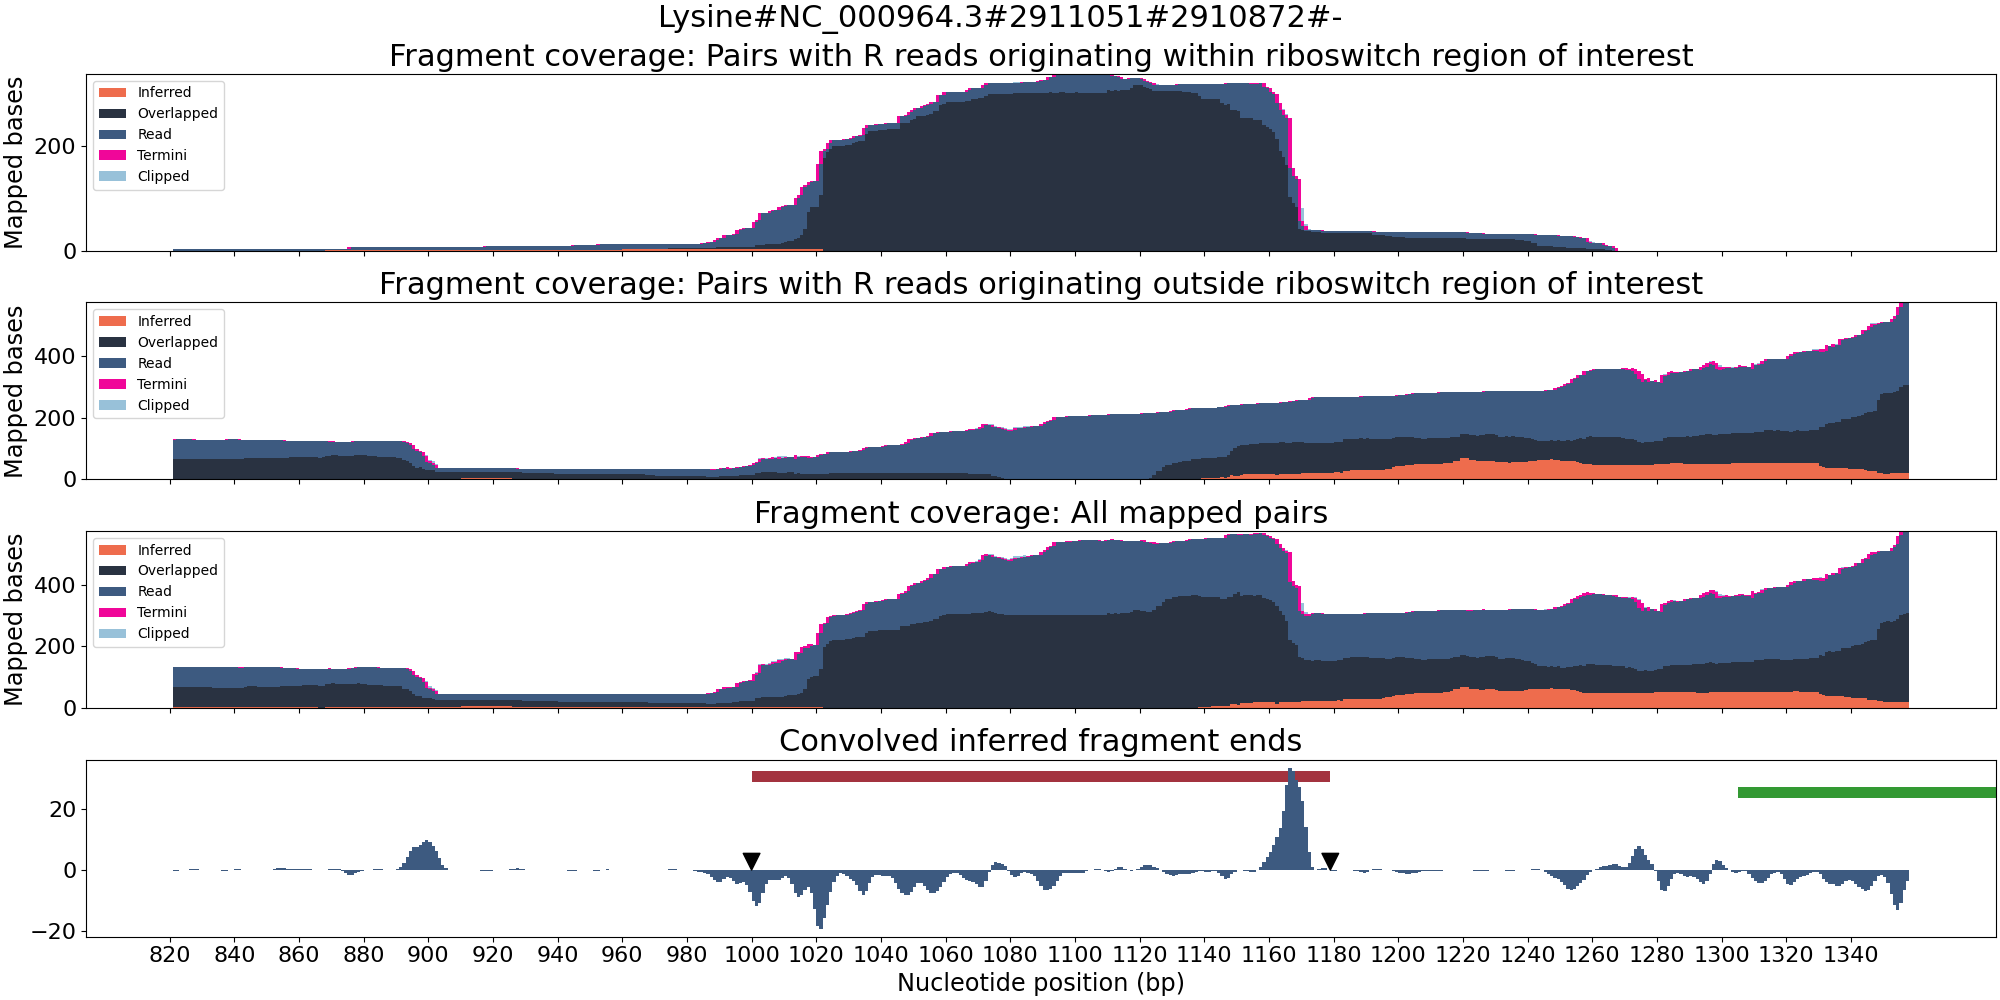 Lysine#NC_000964.3#2911051#2910872#-
Fragment coverage: Pairs with R reads originating within riboswitch region of interest
Mapped bases
200
0
Inferred
Overlapped
Read
Termini
Clipped
Fragment coverage: Pairs with R reads originating outside riboswitch region of interest
Mapped bases
400
200
0
Inferred
Overlapped
Read
Termini
Clipped
Fragment coverage: All mapped pairs
Mapped bases
400
200
0
Inferred
Overlapped
Read
Termini
Clipped
Convolved inferred fragment ends
20
0
−20
820 840 860 880 900 920 940 960 980 1000 1020 1040 1060 1080 1100 1120 1140 1160 1180 1200 1220 1240 1260 1280 1300 1320 1340
Nucleotide position (bp)